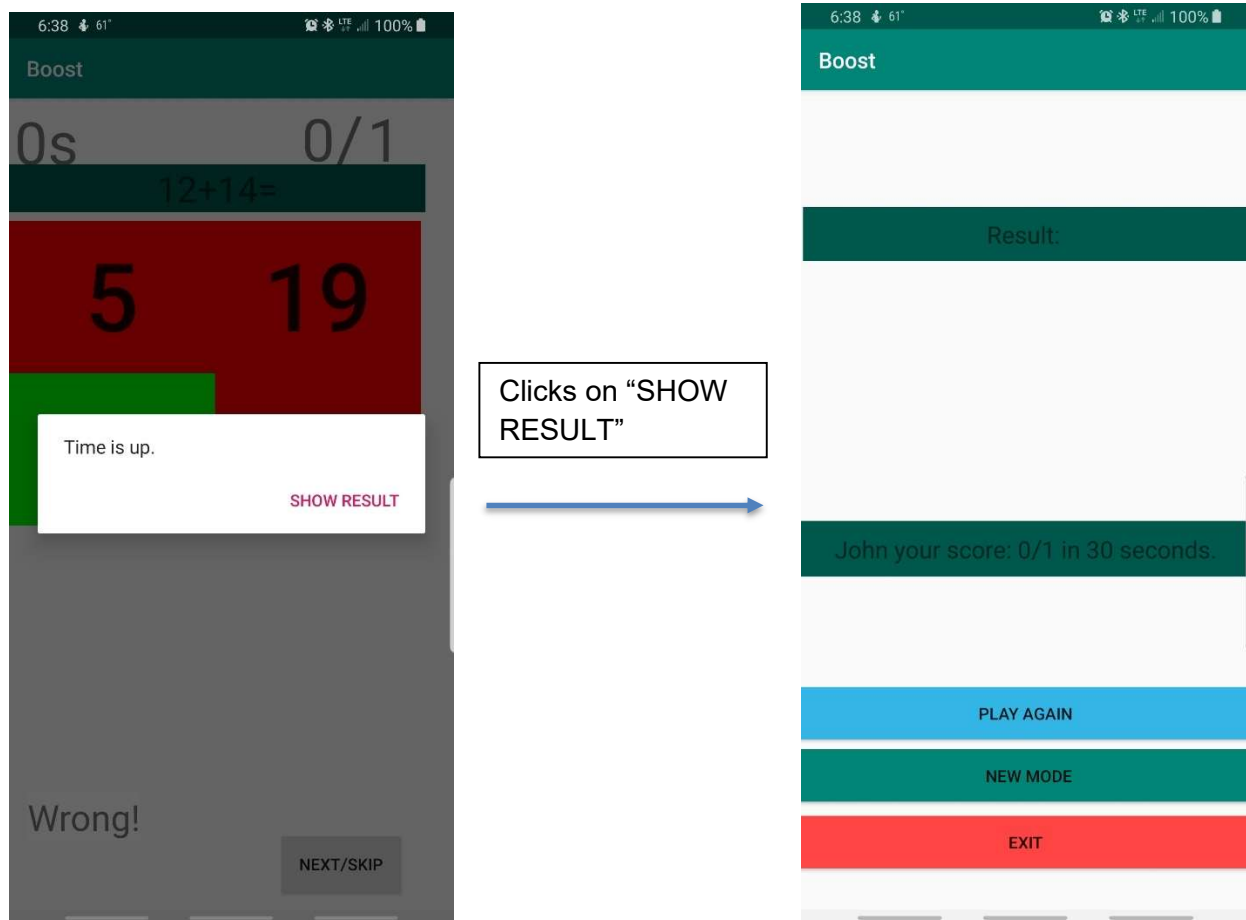 6:38 61° LTE 100%
Boost
0s 0/1
12+14=
5 19
Time is up.
SHOW RESULT
Wrong!
NEXT/SKIP
Clicks on “SHOW
RESULT”
6:38 61° LTE 100%
Boost
Result:
John your score: 0/1 in 30 seconds.
PLAY AGAIN
NEW MODE
EXIT